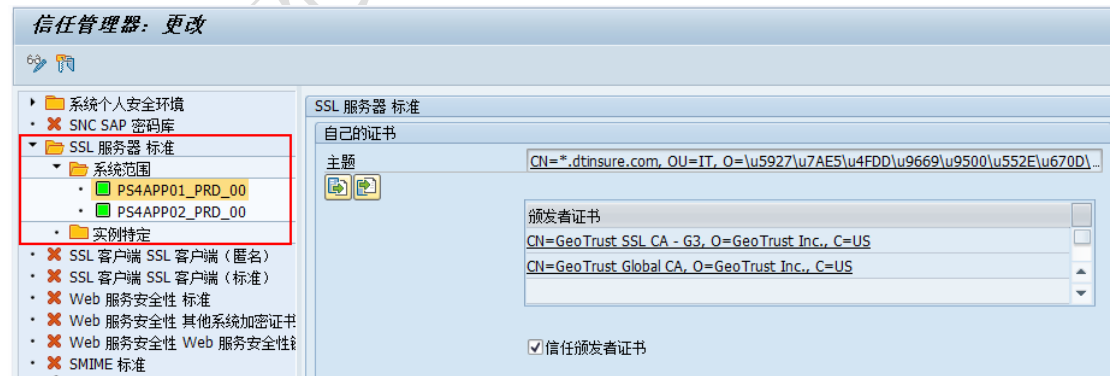 信任管理器: 更改
系统个人安全环境
SNC SAP 密码库
SSL 服务器 标准
系统范围
PS4APP01_PRD_00
PS4APP02_PRD_00
实例特定
SSL 客户端 SSL 客户端 (匿名)
SSL 客户端 SSL 客户端 (标准)
Web 服务安全性 标准
Web 服务安全性 其他系统加密证书
Web 服务安全性 Web 服务安全性
SMIME 标准
SSL 服务器 标准
自己的证书
主题
CN=*.dtinsure.com, OU=IT, O=\u5927\u7AE5\u4FDD\u9669\u9500\u552E\u670D\...
颁发者证书
CN=GeoTrust SSL CA - G3, O=GeoTrust Inc., C=US
CN=GeoTrust Global CA, O=GeoTrust Inc., C=US
信任颁发者证书